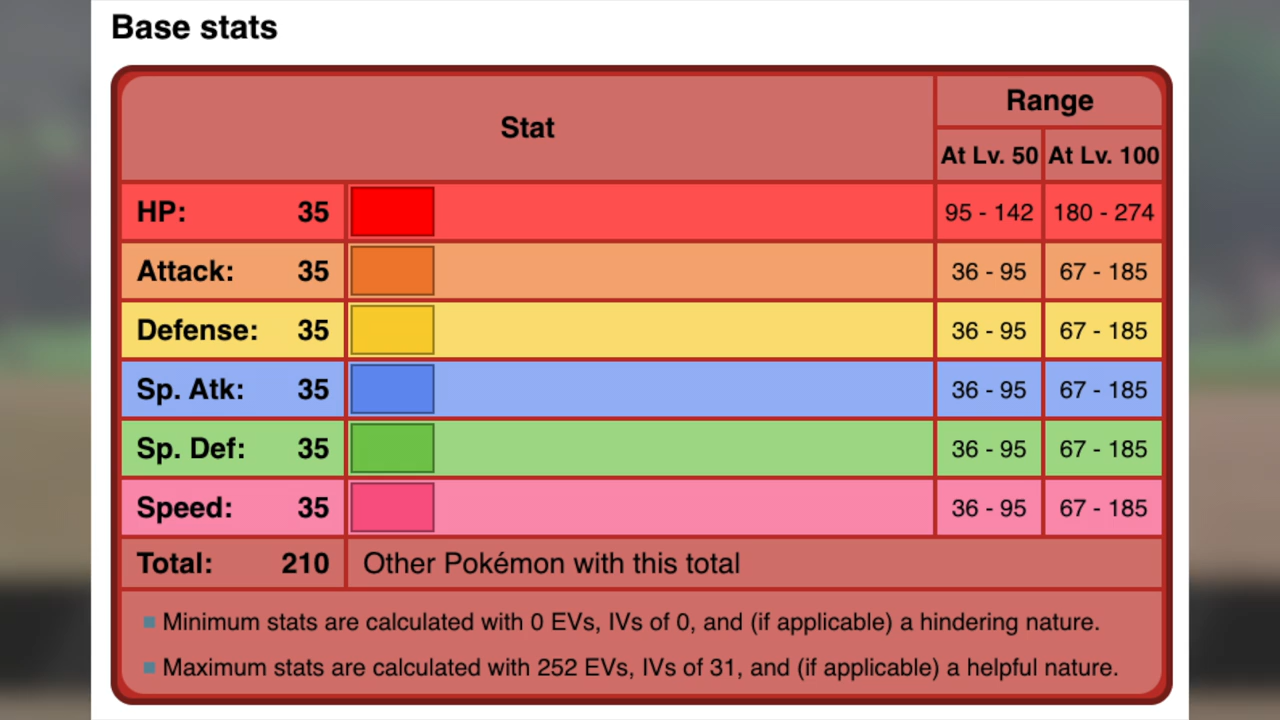 Base stats
Stat Range
At Lv. 50 At Lv. 100
HP: 35 95 - 142 180 - 274
Attack: 35 36 - 95 67 - 185
Defense: 35 36 - 95 67 - 185
Sp. Atk: 35 36 - 95 67 - 185
Sp. Def: 35 36 - 95 67 - 185
Speed: 35 36 - 95 67 - 185
Total: 210 Other Pokémon with this total
Minimum stats are calculated with 0 EVs, IVs of 0, and (if applicable) a hindering nature.
Maximum stats are calculated with 252 EVs, IVs of 31, and (if applicable) a helpful nature.